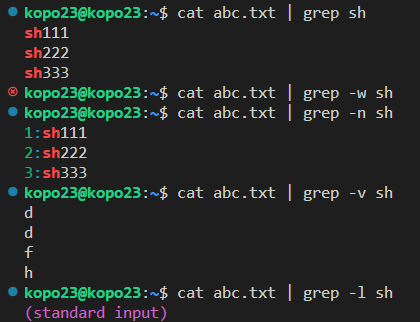 kopo23@kopo23:~$ cat abc.txt | grep sh
sh111
sh222
sh333
kopo23@kopo23:~$ cat abc.txt | grep -w sh
kopo23@kopo23:~$ cat abc.txt | grep -n sh
1:sh111
2:sh222
3:sh333
kopo23@kopo23:~$ cat abc.txt | grep -v sh
d
d
f
h
kopo23@kopo23:~$ cat abc.txt | grep -l sh
(standard input)